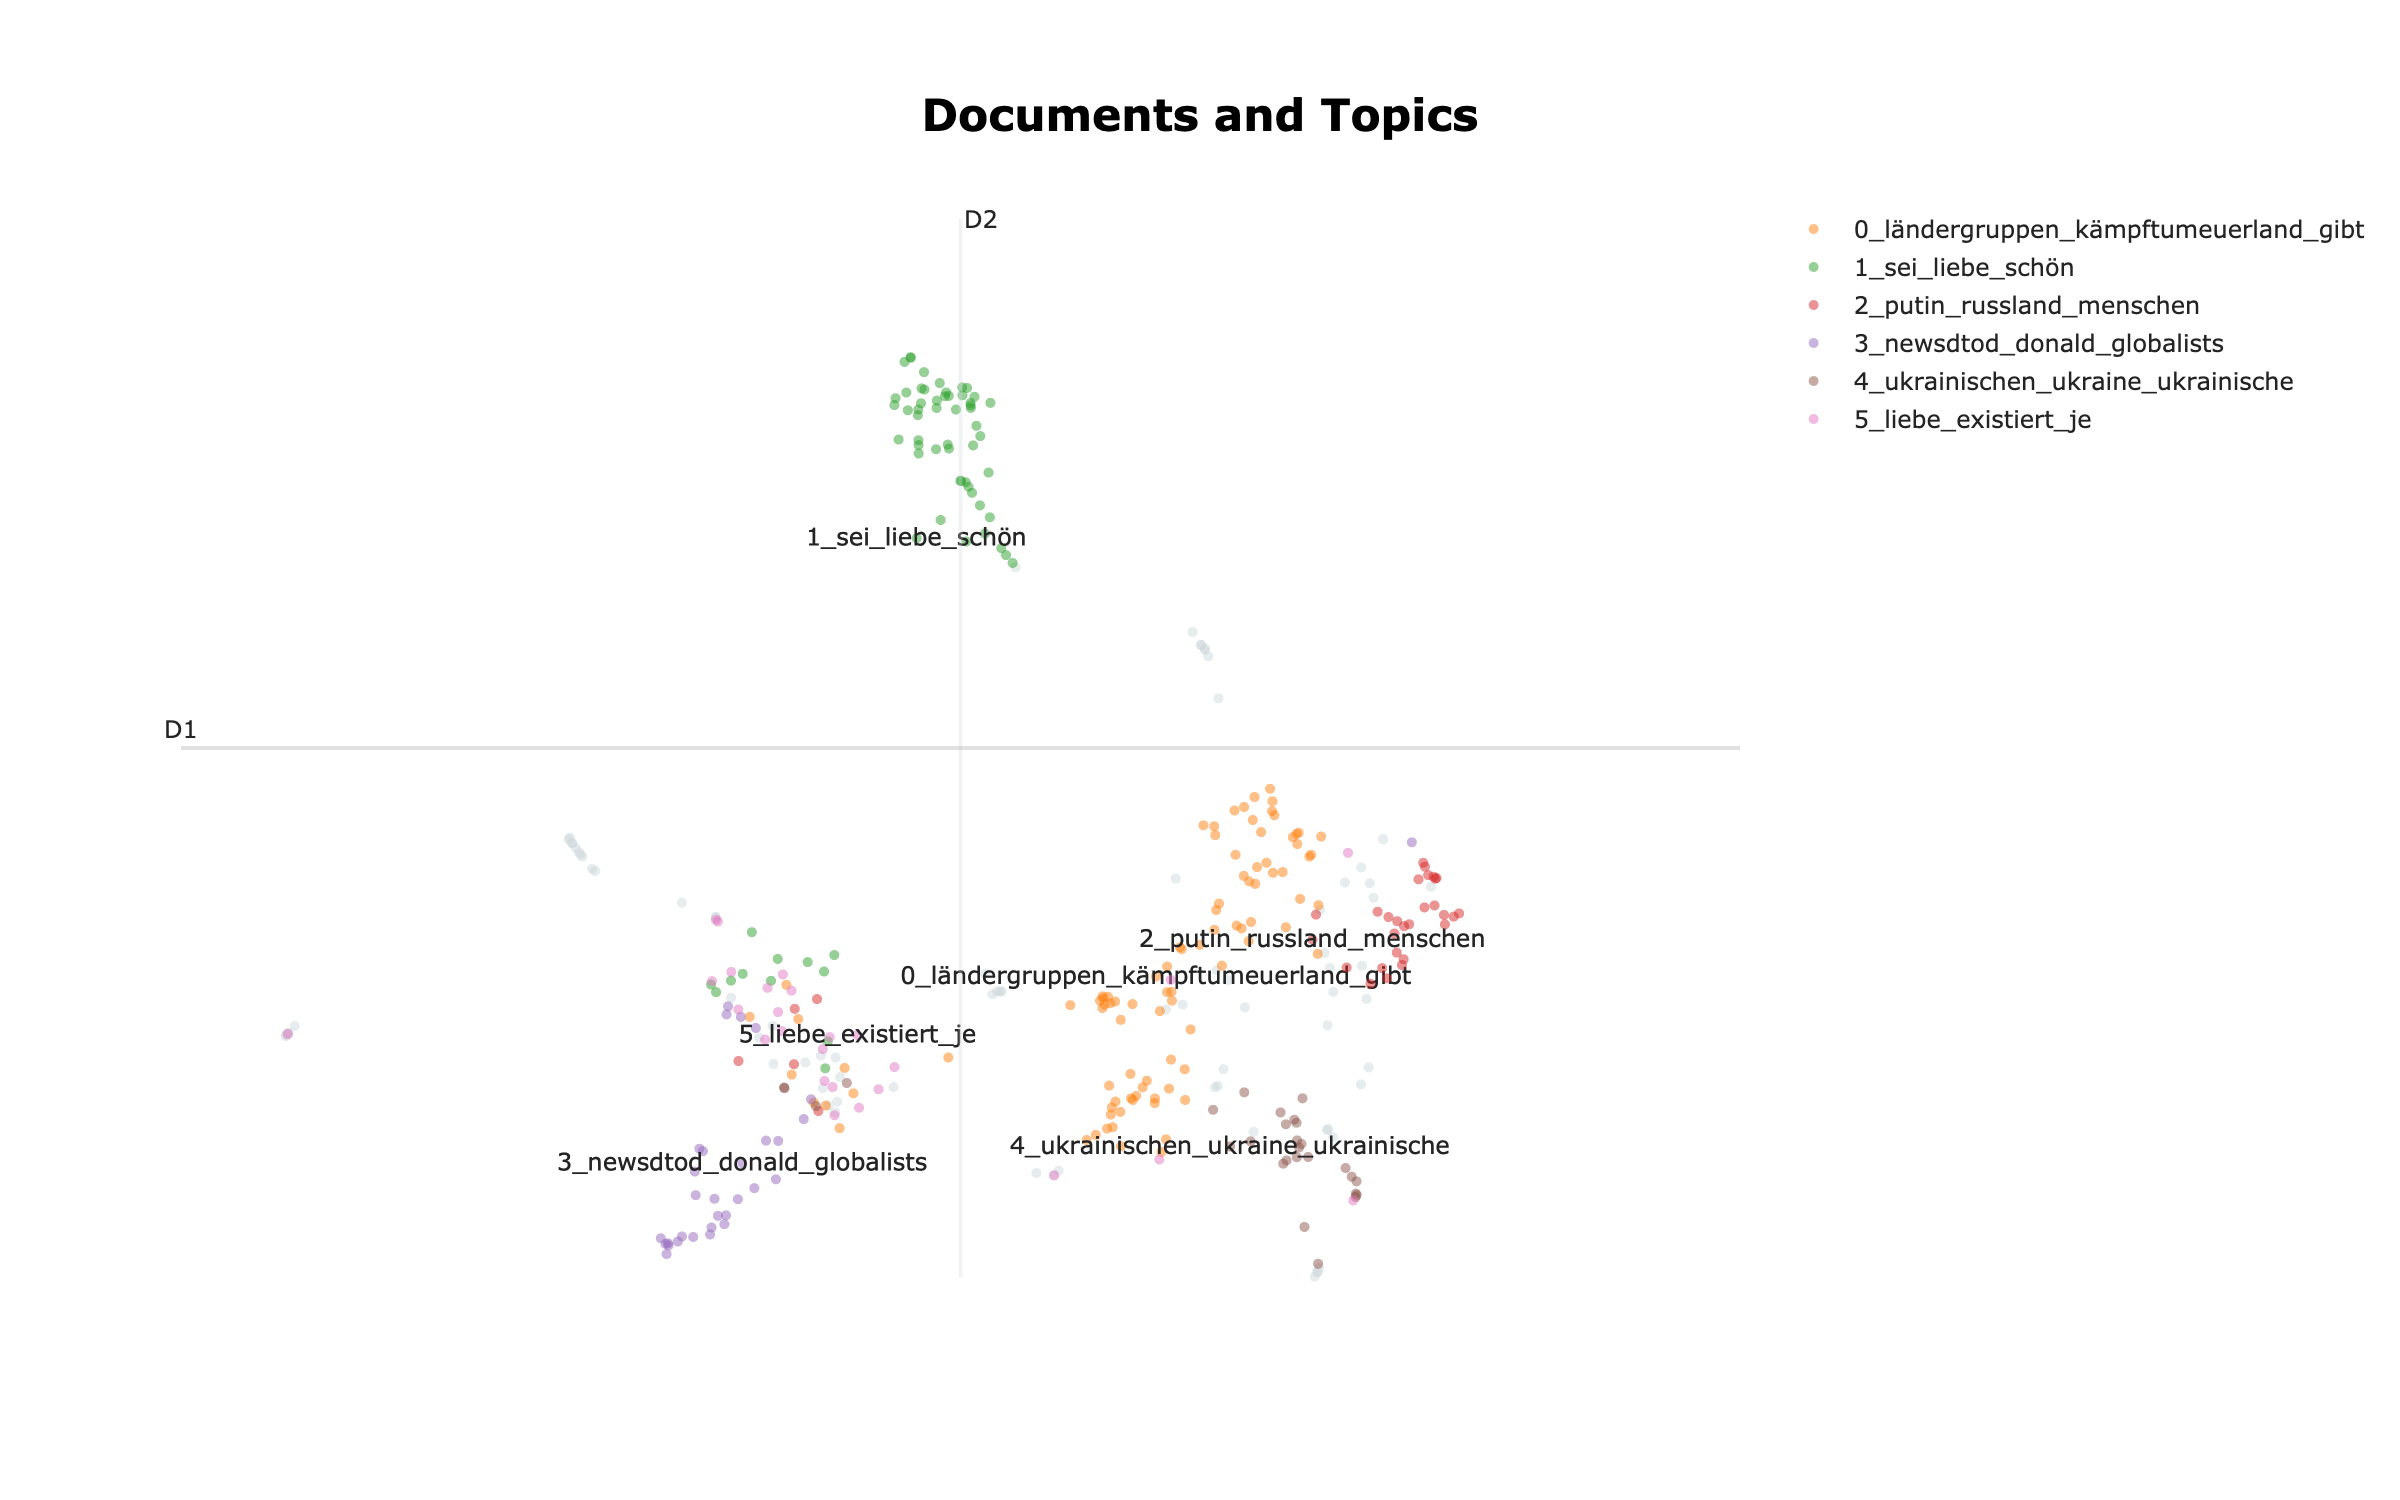 Documents and Topics
D2
0_ländergruppen_kämpftumeuerland_gibt
1_sei_liebe_schön
2_putin_russland_menschen
3_newsdtod_donald_globalists
4_ukrainischen_ukraine_ukrainische
5_liebe_existiert_je
1_sei_liebe_schön
D1
2_putin_russland_menschen
0_ländergruppen_kämpftumeuerland_gibt
5_liebe_existiert_je
4_ukrainischen_ukraine_ukrainische
3_newsdtod_donald_globalists